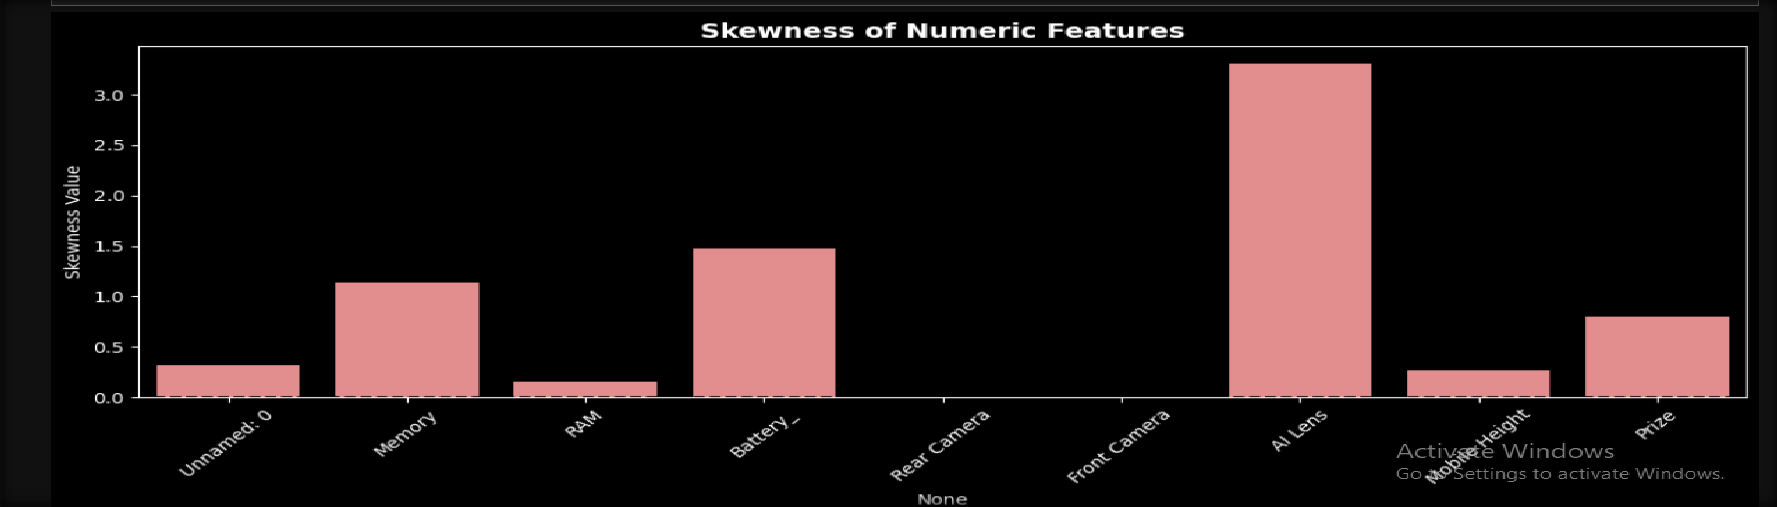 Skewness of Numeric Features
Skewness Value
3.0
2.5
2.0
1.5
1.0
0.5
0.0
Unnamed: 0
Memory
RAM
Battery_
Rear Camera
Front Camera
AI Lens
Mobile Height
Prize
None
Activate Windows
Go to Settings to activate Windows.